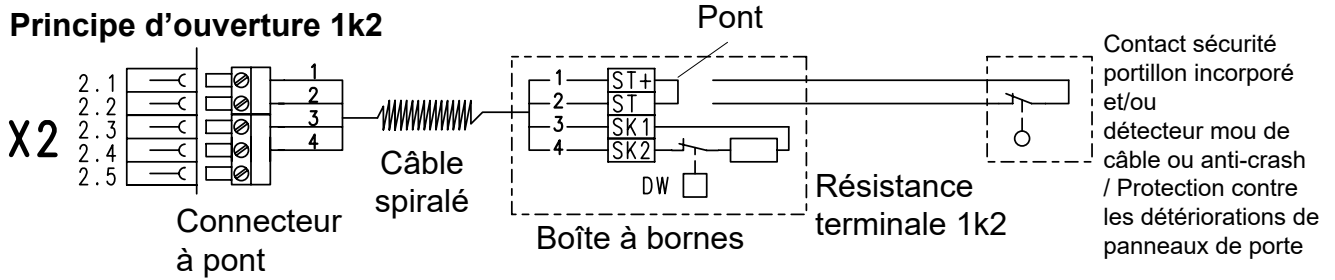 Principe d’ouverture 1k2
Pont
X2
2.1
2.2
2.3
2.4
2.5
1
2
3
4
Connecteur
à pont
Câble
spiralé
1 ST+
2 ST
3 SK1
4 SK2
DW
Boîte à bornes
Résistance
terminale 1k2
Contact sécurité
portillon incorporé
et/ou
détecteur mou de
câble ou anti-crash
/ Protection contre
les détériorations de
panneaux de porte